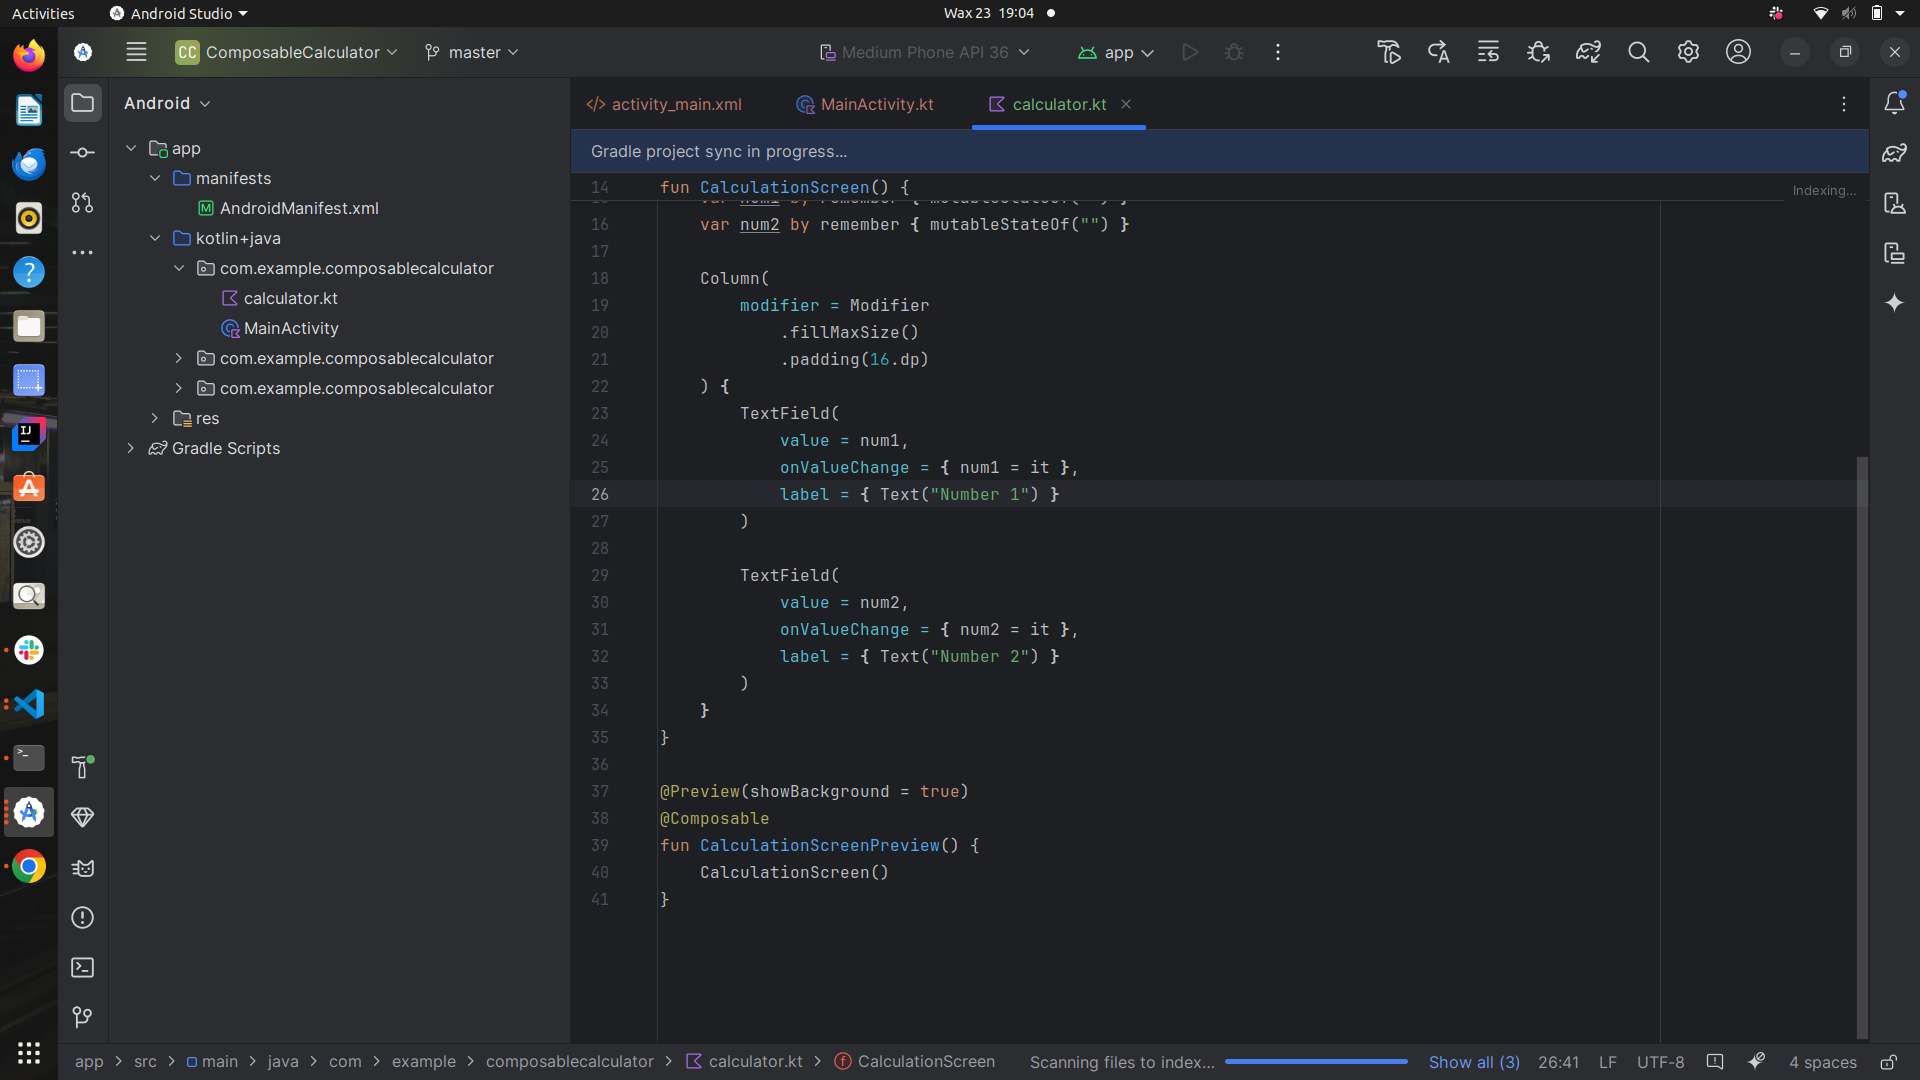 Activities
Android Studio
Wax 23 19:04
CC ComposableCalculator
master
Medium Phone API 36
app
Android
activity_main.xml
MainActivity.kt
calculator.kt
Gradle project sync in progress...
Indexing...
app
manifests
AndroidManifest.xml
kotlin+java
com.example.composablecalculator
calculator.kt
MainActivity
com.example.composablecalculator
com.example.composablecalculator
res
Gradle Scripts
14 fun CalculationScreen() {
16 var num2 by remember { mutableStateOf("") }
17
18 Column(
19 modifier = Modifier
20 .fillMaxSize()
21 .padding(16.dp)
22 ) {
23 TextField(
24 value = num1,
25 onValueChange = { num1 = it },
26 label = { Text("Number 1") }
27 )
28
29 TextField(
30 value = num2,
31 onValueChange = { num2 = it },
32 label = { Text("Number 2") }
33 )
34 }
35 }
36
37 @Preview(showBackground = true)
38 @Composable
39 fun CalculationScreenPreview() {
40 CalculationScreen()
41 }
app > src > main > java > com > example > composablecalculator > calculator.kt > CalculationScreen
Scanning files to index...
Show all (3)
26:41
LF
UTF-8
4 spaces